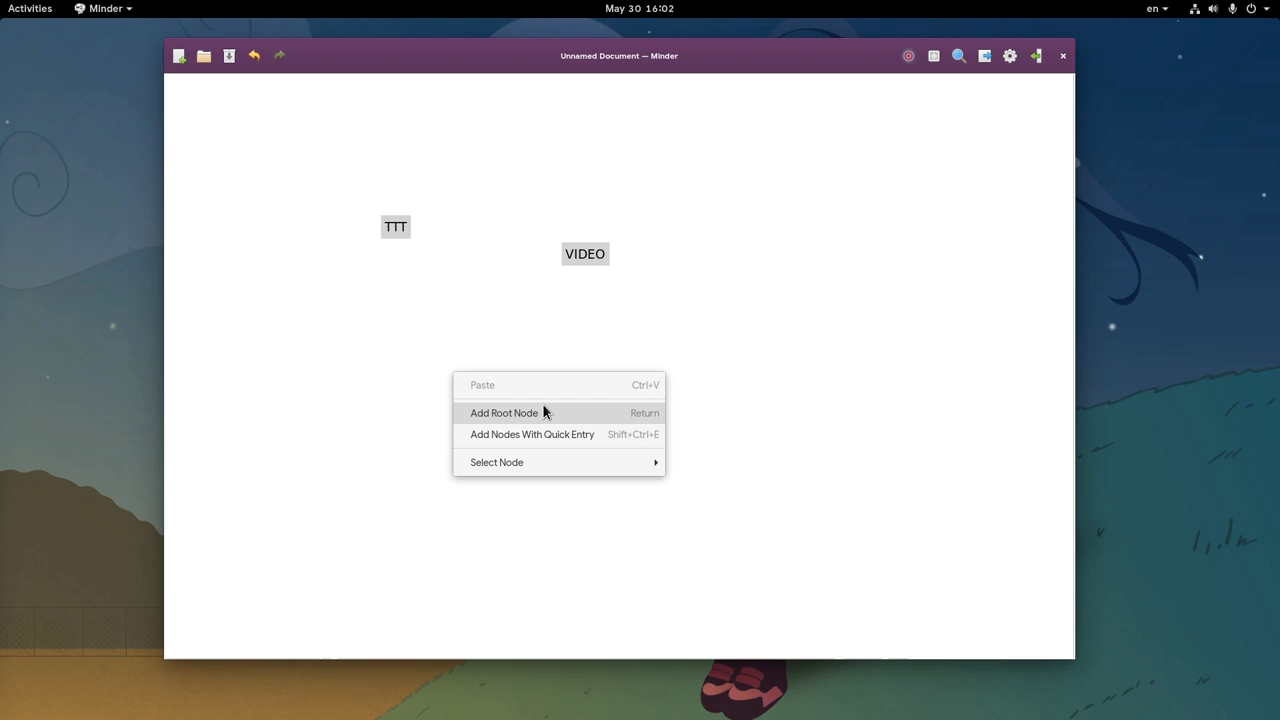 Activities Minder May 30 16:02 en
Unnamed Document — Minder
TTT
VIDEO
Paste Ctrl+V
Add Root Node Return
Add Nodes With Quick Entry Shift+Ctrl+E
Select Node